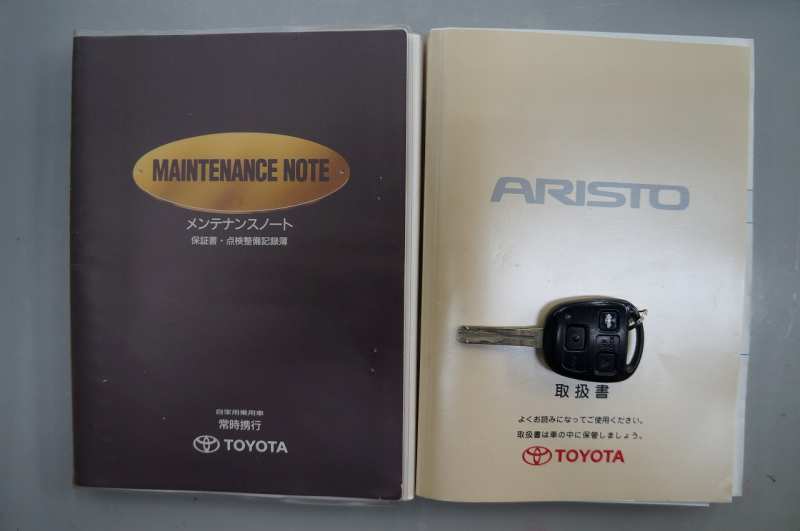 MAINTENANCE NOTE
メンテナンスノート
保証書・点検整備記録簿
自家用乗用車
常時携行
TOYOTA
ARISTO
取扱書
よくお読みになってご使用ください。
取扱書は車の中に保管しましょう。
TOYOTA